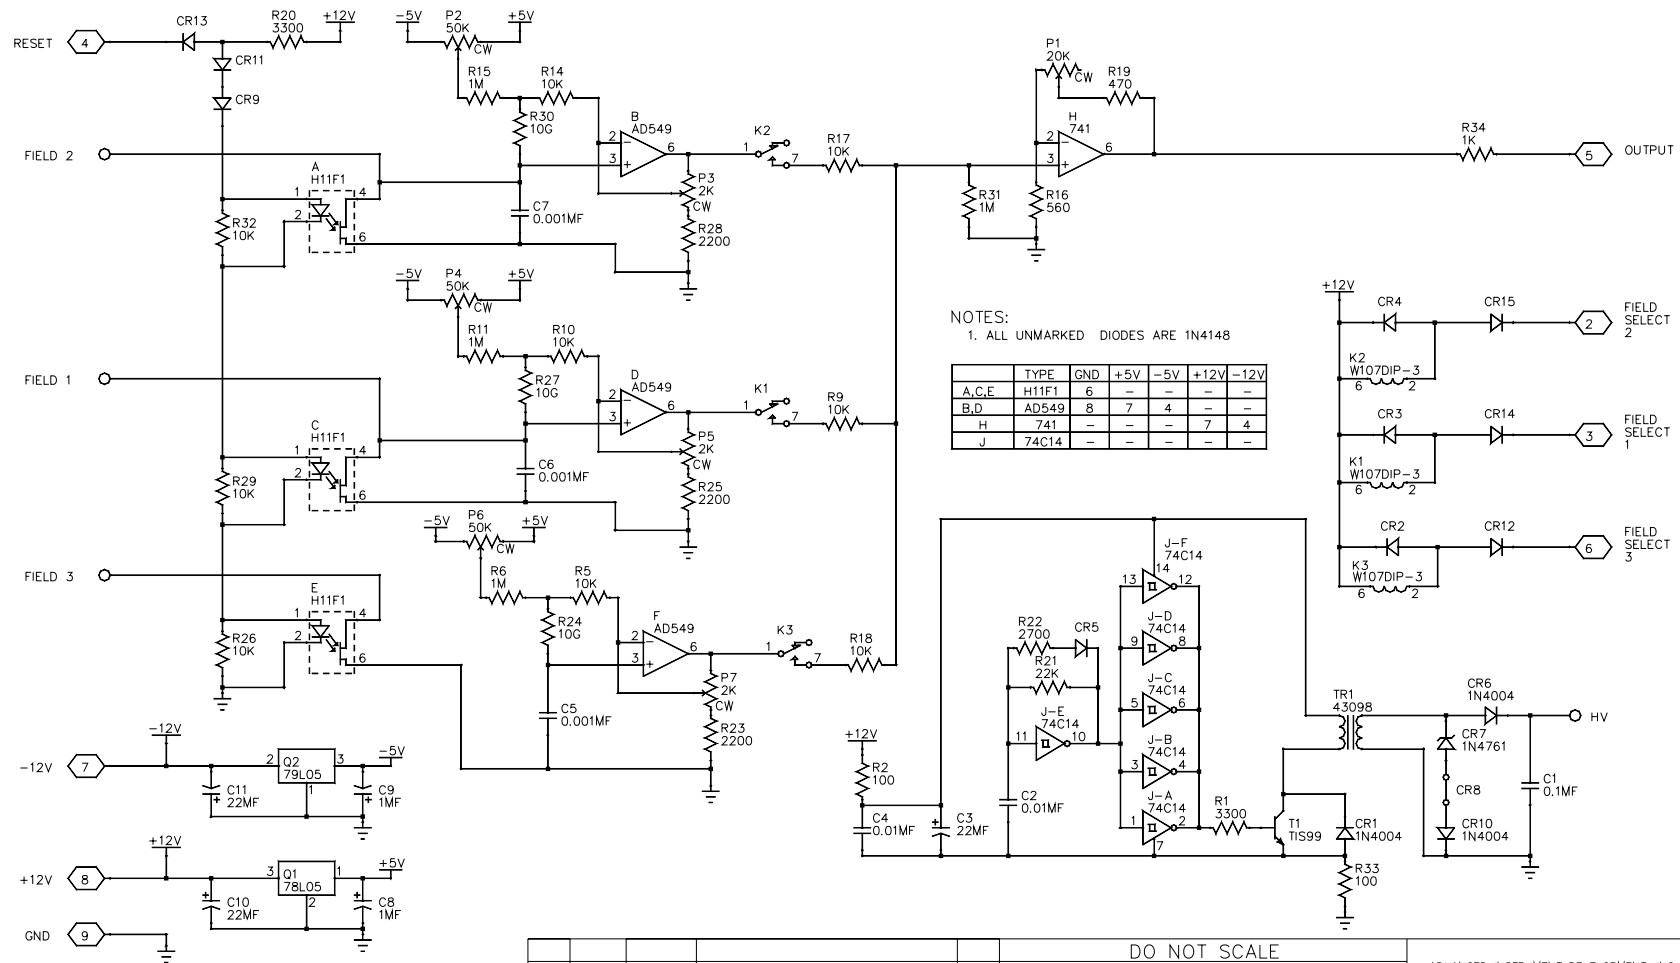 CR13
R20
3300
+12V
RESET
4
CR11
CR9
-5V
P2
50K
+5V
CW
R15
1M
R14
10K
R30
10G
B
AD549
2
3
6
K2
1
7
R17
10K
P1
20K
CW
R19
470
H
741
2
3
6
R34
1K
5
OUTPUT
FIELD 2
A
H11F1
1
2
4
6
R32
10K
C7
0.001MF
P3
2K
CW
R28
2200
R31
1M
R16
560
-5V
P4
50K
+5V
CW
R11
1M
R10
10K
R27
10G
D
AD549
2
3
6
K1
1
7
R9
10K
FIELD 1
C
H11F1
1
2
4
6
R29
10K
C6
0.001MF
P5
2K
CW
R25
2200
NOTES:
1. ALL UNMARKED DIODES ARE 1N4148
TYPE GND +5V -5V +12V -12V
A,C,E H11F1 6 - - - -
B,D AD549 8 7 4 - -
H 741 - - - 7 4
J 74C14 - - - - -
+12V
CR4
CR15
2
FIELD
SELECT
2
K2
W107DIP-3
6
2
CR3
CR14
3
FIELD
SELECT
1
K1
W107DIP-3
6
2
CR2
CR12
6
FIELD
SELECT
3
K3
W107DIP-3
6
2
-5V
P6
50K
+5V
CW
R6
1M
R5
10K
R24
10G
F
AD549
2
3
6
K3
1
7
R18
10K
FIELD 3
E
H11F1
1
2
4
6
R26
10K
C5
0.001MF
P7
2K
CW
R23
2200
J-F
74C14
14
13
12
J-D
74C14
9
8
J-C
74C14
5
6
J-B
74C14
3
4
J-A
74C14
1
2
7
R22
2700
CR5
R21
22K
J-E
74C14
11
10
+12V
R2
100
C4
0.01MF
C3
22MF
C2
0.01MF
R1
3300
T1
TIS99
CR1
1N4004
R33
100
TR1
43098
CR6
1N4004
HV
CR7
1N4761
CR8
CR10
1N4004
C1
0.1MF
-12V
-12V
7
2
Q2
79L05
3
1
-5V
C11
22MF
C9
1MF
+12V
+12V
8
3
Q1
78L05
1
2
+5V
C10
22MF
C8
1MF
GND
9
DO NOT SCALE